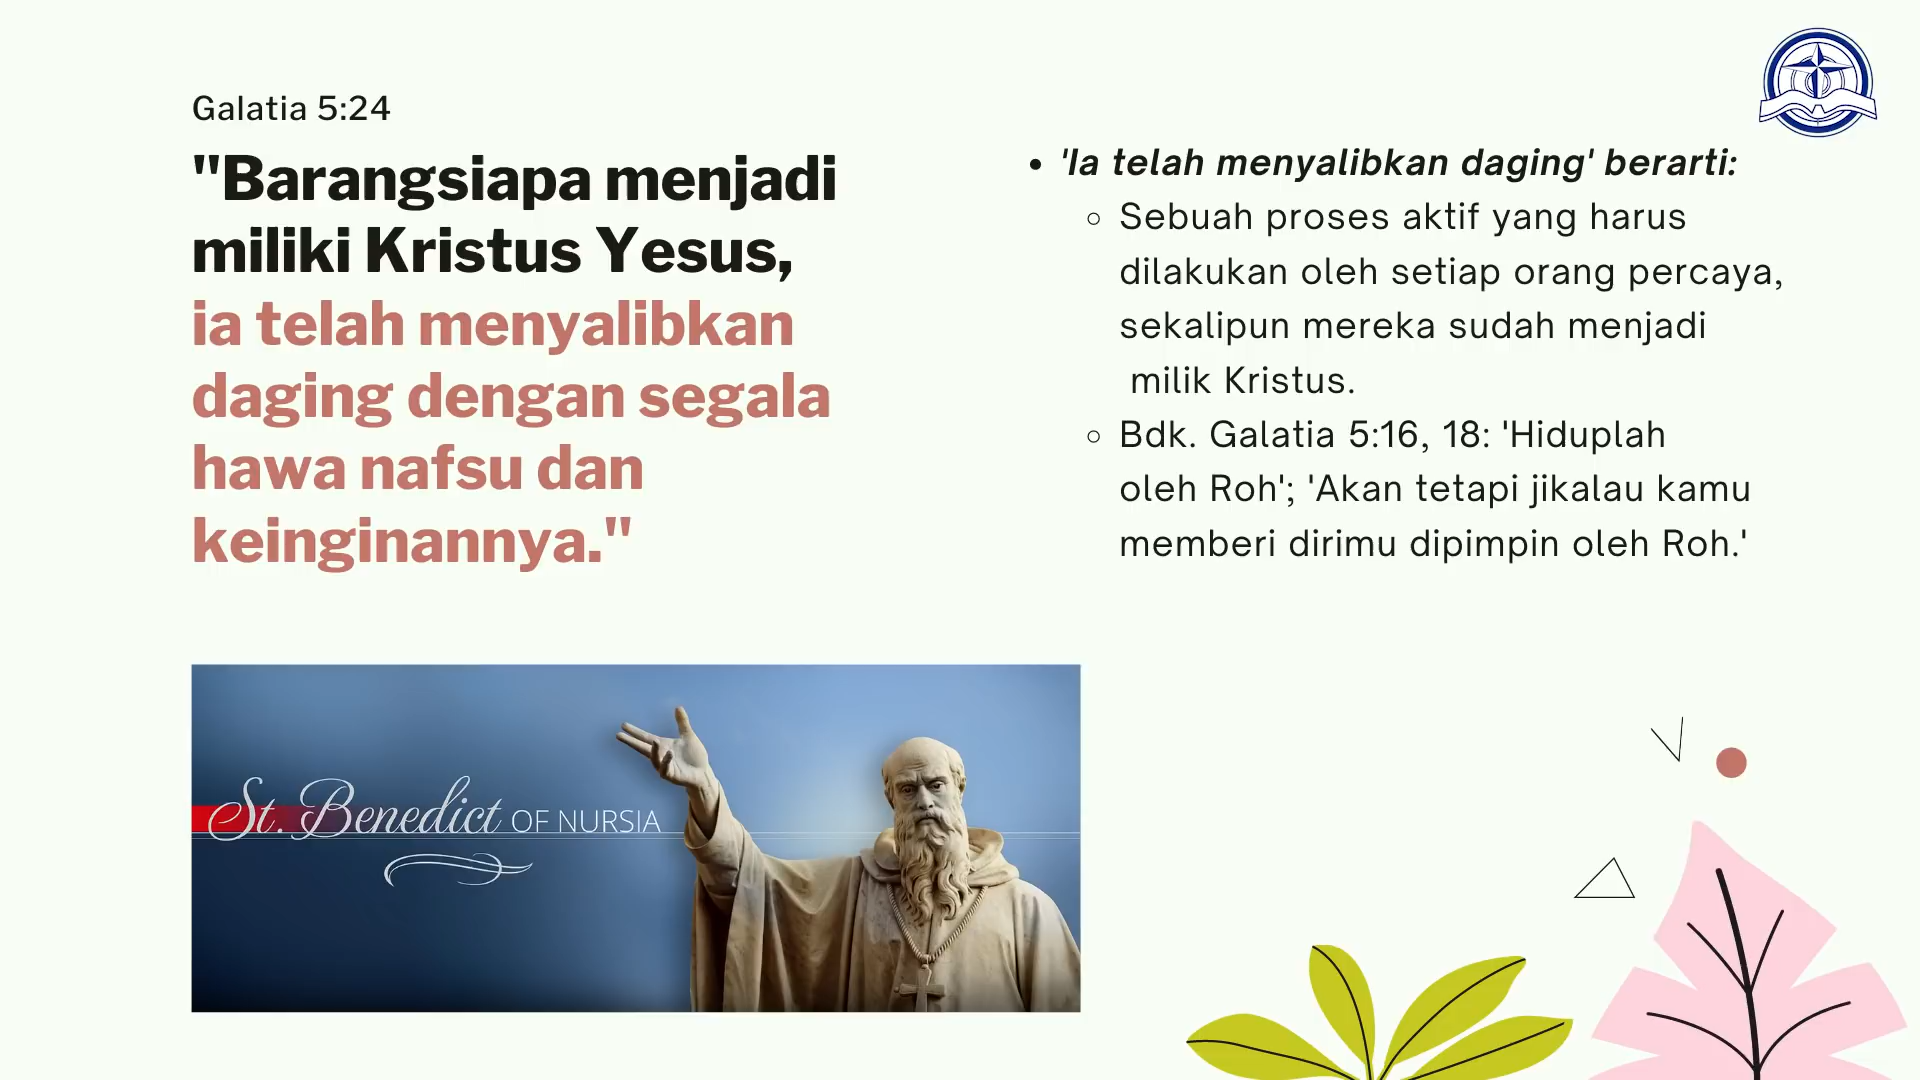 Galatia 5:24
"Barangsiapa menjadi
miliki Kristus Yesus,
ia telah menyalibkan
daging dengan segala
hawa nafsu dan
keinginannya."
• 'Ia telah menyalibkan daging' berarti:
◦ Sebuah proses aktif yang harus
dilakukan oleh setiap orang percaya,
sekalipun mereka sudah menjadi
milik Kristus.
◦ Bdk. Galatia 5:16, 18: 'Hiduplah
oleh Roh'; 'Akan tetapi jikalau kamu
memberi dirimu dipimpin oleh Roh.'
St. Benedict OF NURSIA